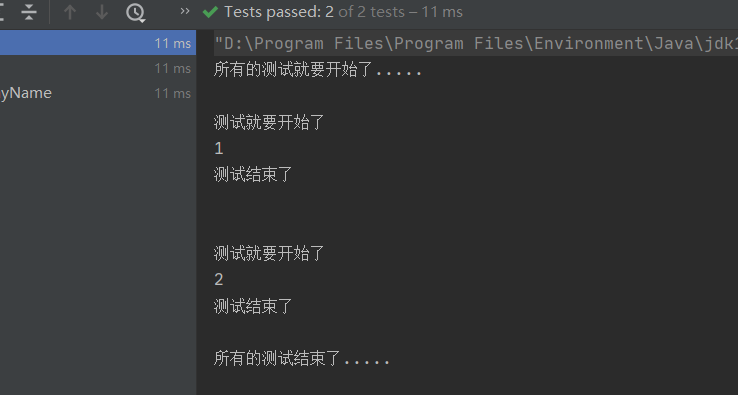 Tests passed: 2 of 2 tests – 11 ms
11 ms
11 ms
yName 11 ms
"D:\Program Files\Program Files\Environment\Java\jdk1
所有的测试就要开始了.....
测试就要开始了
1
测试结束了
测试就要开始了
2
测试结束了
所有的测试结束了.....